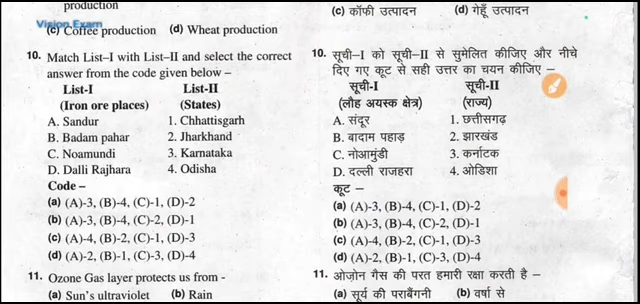 production
Vision Exam
(c) Coffee production (d) Wheat production
10. Match List–I with List–II and select the correct
answer from the code given below –
List-I List-II
(Iron ore places) (States)
A. Sandur 1. Chhattisgarh
B. Badam pahar 2. Jharkhand
C. Noamundi 3. Karnataka
D. Dalli Rajhara 4. Odisha
Code –
(a) (A)-3, (B)-4, (C)-1, (D)-2
(b) (A)-3, (B)-4, (C)-2, (D)-1
(c) (A)-4, (B)-2, (C)-1, (D)-3
(d) (A)-2, (B)-1, (C)-3, (D)-4
11. Ozone Gas layer protects us from -
(a) Sun's ultraviolet (b) Rain
(c) कॉफी उत्पादन (d) गेहूँ उत्पादन
10. सूची–I को सूची–II से सुमेलित कीजिए और नीचे
दिए गए कूट से सही उत्तर का चयन कीजिए –
सूची-I सूची-II
(लौह अयस्क क्षेत्र) (राज्य)
A. संदूर 1. छत्तीसगढ़
B. बादाम पहाड़ 2. झारखंड
C. नोआमुंडी 3. कर्नाटक
D. दल्ली राजहरा 4. ओडिशा
कूट –
(a) (A)-3, (B)-4, (C)-1, (D)-2
(b) (A)-3, (B)-4, (C)-2, (D)-1
(c) (A)-4, (B)-2, (C)-1, (D)-3
(d) (A)-2, (B)-1, (C)-3, (D)-4
11. ओज़ोन गैस की परत हमारी रक्षा करती है –
(a) सूर्य की पराबैंगनी (b) वर्षा से